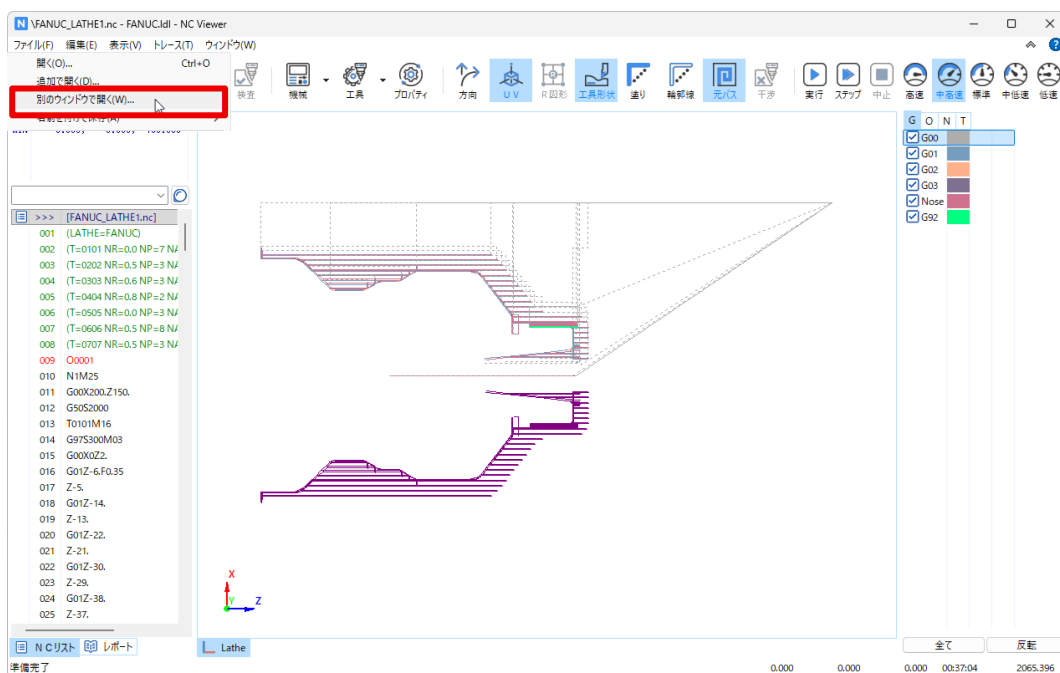 \FANUC_LATHE1.nc - FANUC.ldl - NC Viewer
ファイル(F) 編集(E) 表示(V) トレース(T) ウィンドウ(W)
開く(O)... Ctrl+O
追加で開く(D)...
別のウィンドウで開く(W)...
名前を付けて保存(A)
検査 機械 工具 プロパティ 方向 U V R図形 工具形状 塗り 輪郭線 元パス 干渉 実行 ステップ 中止 高速 中高速 標準 中低速 低速
G O N T
G00
G01
G02
G03
Nose
G92
>>> [FANUC_LATHE1.nc]
001 (LATHE=FANUC)
002 (T=0101 NR=0.0 NP=7 NA
003 (T=0202 NR=0.5 NP=3 NA
004 (T=0303 NR=0.6 NP=3 NA
005 (T=0404 NR=0.8 NP=2 NA
006 (T=0505 NR=0.0 NP=3 NA
007 (T=0606 NR=0.5 NP=8 NA
008 (T=0707 NR=0.5 NP=3 NA
009 O0001
010 N1M25
011 G00X200.Z150.
012 G50S2000
013 T0101M16
014 G97S300M03
015 G00X0Z2.
016 G01Z-6.F0.35
017 Z-5.
018 G01Z-14.
019 Z-13.
020 G01Z-22.
021 Z-21.
022 G01Z-30.
023 Z-29.
024 G01Z-38.
025 Z-37.
X
Y
Z
N C リスト レポート Lathe
全て 反転
準備完了 0.000 0.000 0.000 00:37:04 2065.396